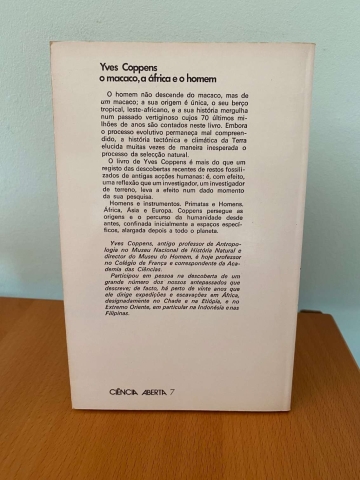 Yves Coppens
o macaco, a áfrica e o homem
O homem não descende do macaco, mas de
um macaco; a sua origem é única, o seu berço
tropical, leste-africano, e a sua história mergulha
num passado vertiginoso cujos 70 últimos mi-
lhões de anos são contados neste livro. Embora
o processo evolutivo permaneça mal compreen-
dido, a história tectónica e climática da Terra
elucida muitas vezes de maneira inesperada o
processo da selecção natural.
O livro de Yves Coppens é mais do que um
registo das descobertas recentes de restos fossili-
zados de antigas acções humanas: é, com efeito,
uma reflexão que um investigador, um investigador
de terreno, leva a efeito num dado momento
da sua pesquisa.
Homens e instrumentos. Primatas e Homens.
África, Ásia e Europa. Coppens persegue as
origens e o percurso da humanidade desde
antes, confinada inicialmente a espaços especí-
ficos, alargada depois a todo o planeta.
Yves Coppens, antigo professor de Antropo-
logia no Museu Nacional de História Natural e
director do Museu do Homem, é hoje professor
no Colégio de França e correspondente da Aca-
demia das Ciências.
Participou em pessoa na descoberta de um
grande número dos nossos antepassados que
descreve; de facto, há perto de vinte anos que
ele dirige expedições e escavações em África,
designadamente no Chade e na Etiópia, e no
Extremo Oriente, em particular na Indonésia e nas
Filipinas.
CIÊNCIA ABERTA 7